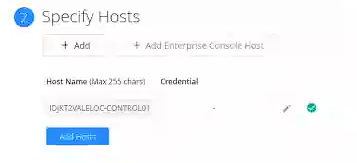 2 Specify Hosts
+ Add + Add Enterprise Console Host
Host Name (Max 255 chars) Credential
-
Add Hosts